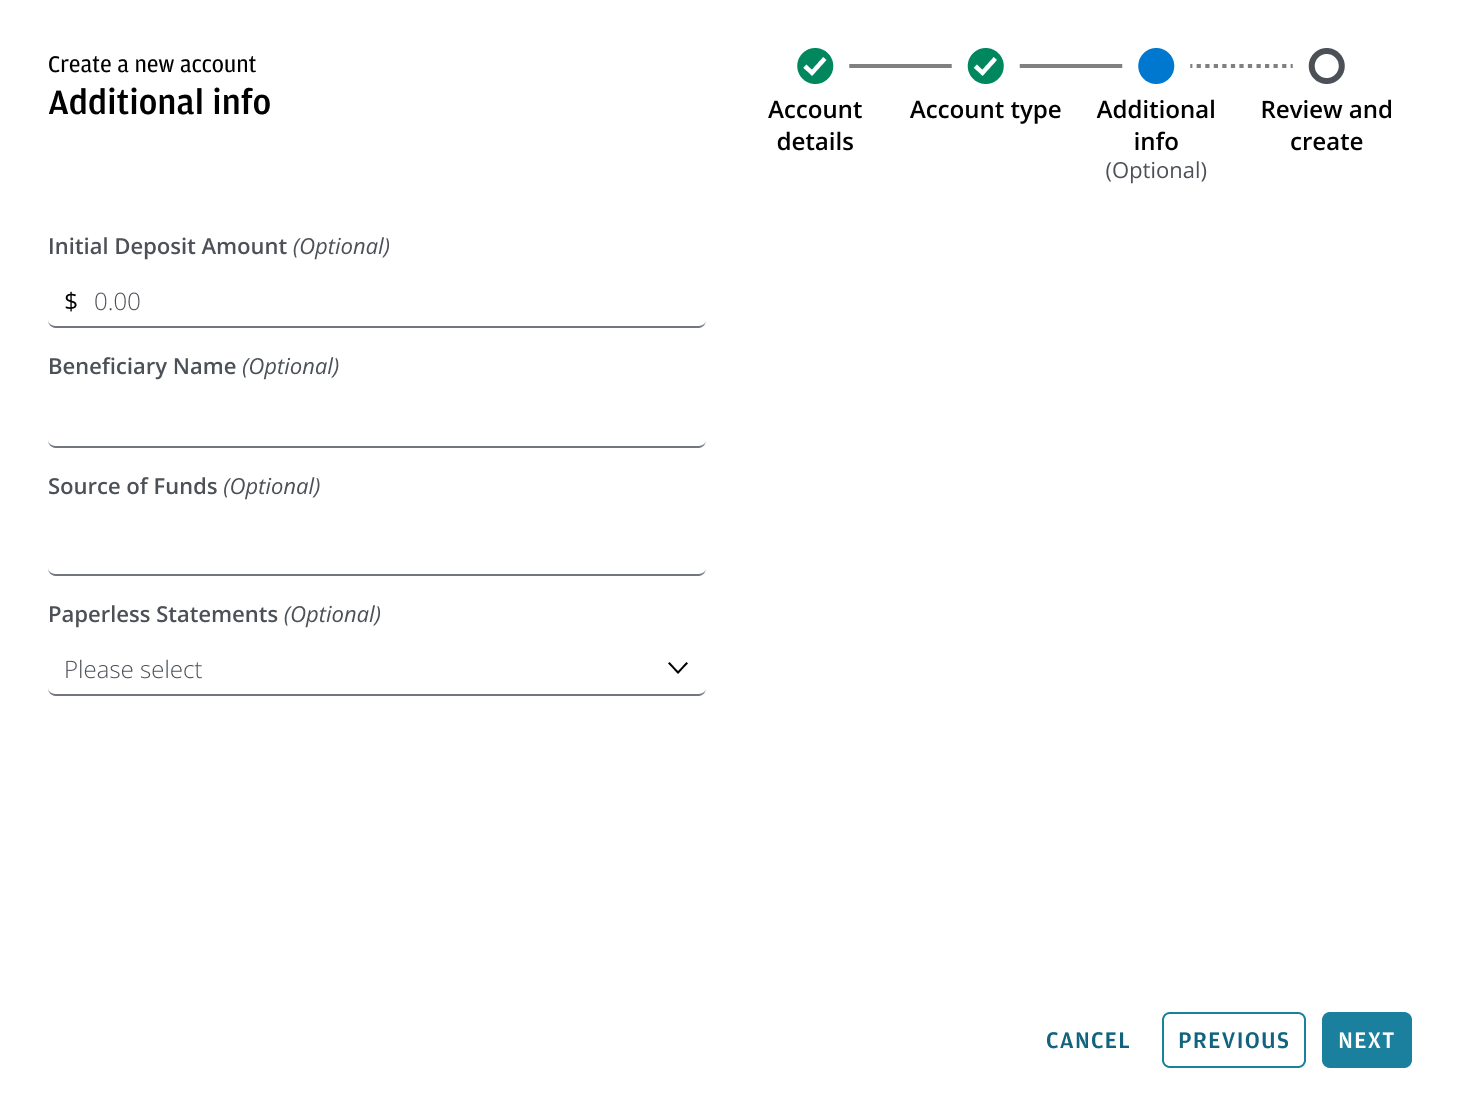 Create a new account
Additional info
Account
details
Account type
Additional
info
(Optional)
Review and
create
Initial Deposit Amount (Optional)
$ 0.00
Beneficiary Name (Optional)
Source of Funds (Optional)
Paperless Statements (Optional)
Please select
CANCEL
PREVIOUS
NEXT